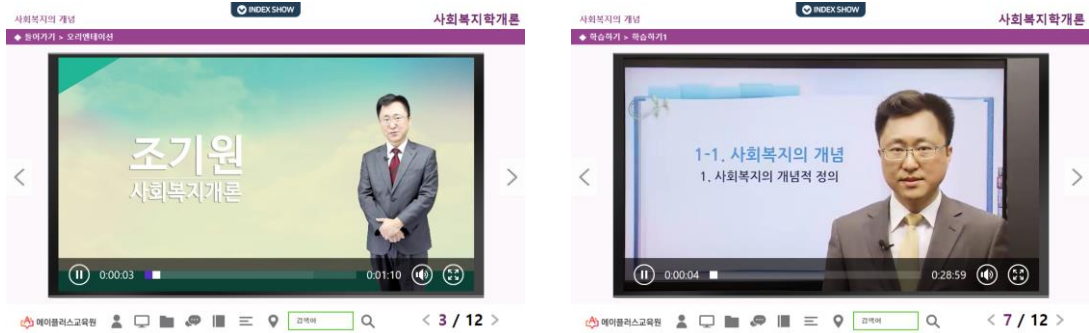 사회복지의 개념
INDEX SHOW
사회복지학개론
◆ 들어가기 > 오리엔테이션
조기원
사회복지개론
0:00:03
0:01:10
에이플러스교육원
검색어
< 3 / 12 >
사회복지의 개념
INDEX SHOW
사회복지학개론
◆ 학습하기 > 학습하기1
1-1. 사회복지의 개념
1. 사회복지의 개념적 정의
0:00:04
0:28:59
에이플러스교육원
검색어
< 7 / 12 >